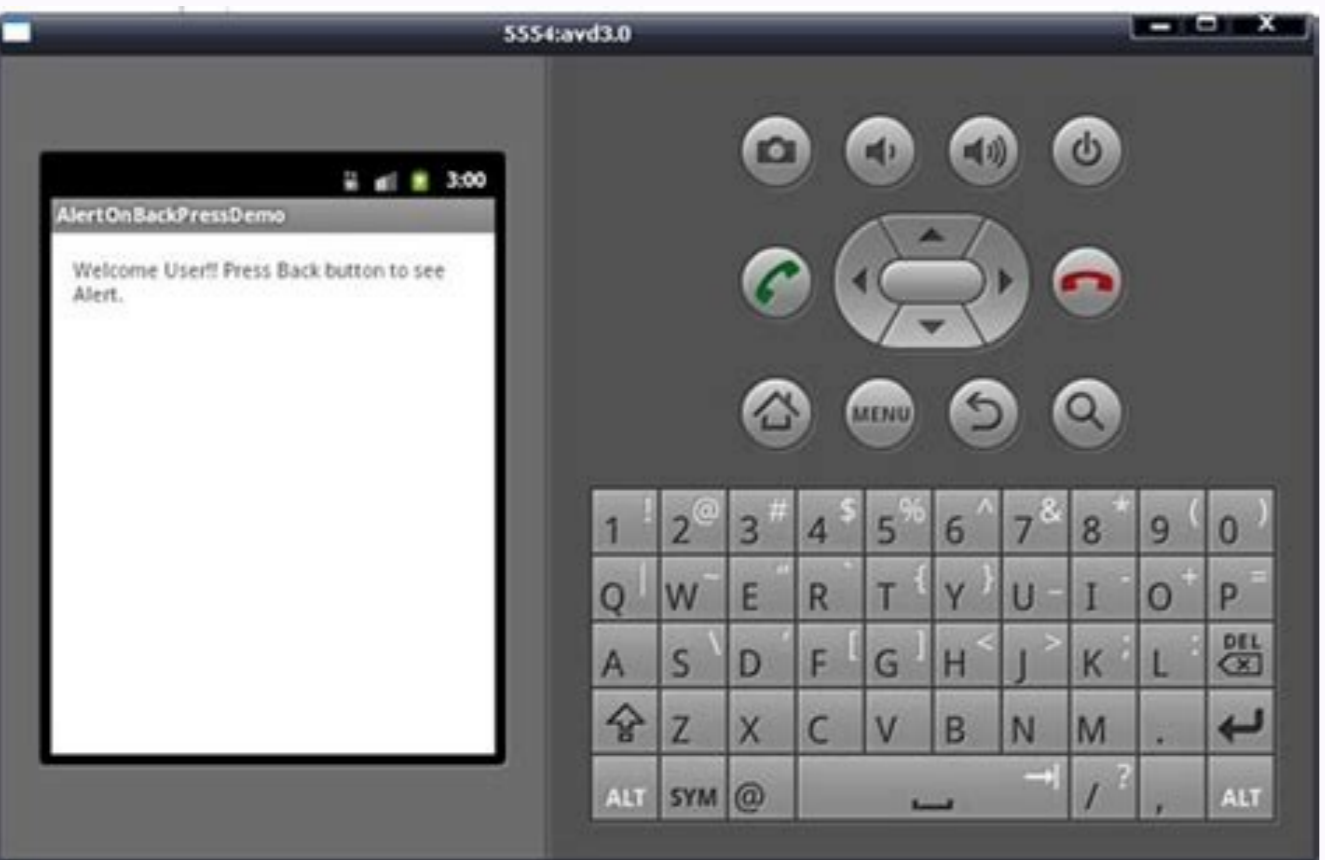 5554:avd3.0
3:00
AlertOnBackPressDemo
Welcome User!! Press Back button to see
Alert.
MENU
1 ! 2 @ 3 # 4 $ 5 % 6 ^ 7 & 8 * 9 ( 0 )
Q | W ~ E " R ` T { Y } U _ I - O + P =
A S \ D ' F [ G ] H < J > K ; L : DEL
Z X C V B N M .
ALT SYM @ / ? , ALT